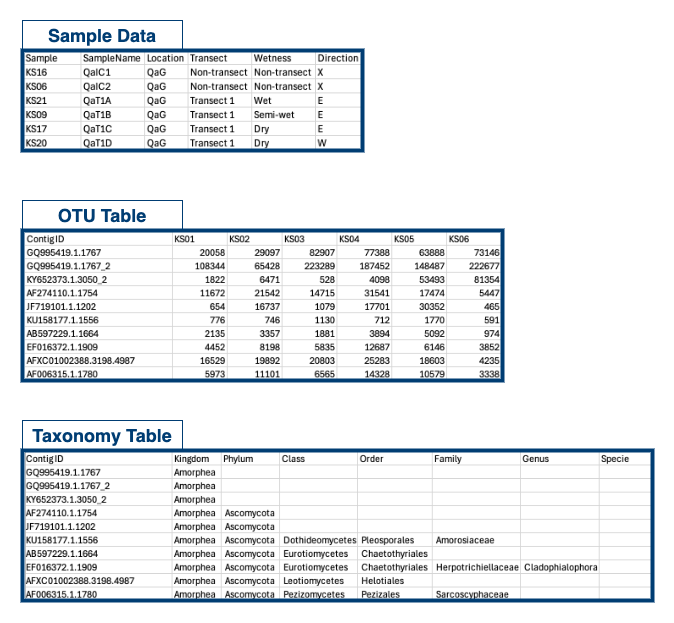 Sample Data
Sample SampleName Location Transect Wetness Direction
KS16 QaIC1 QaG Non-transect Non-transect X
KS06 QaIC2 QaG Non-transect Non-transect X
KS21 QaT1A QaG Transect 1 Wet E
KS09 QaT1B QaG Transect 1 Semi-wet E
KS17 QaT1C QaG Transect 1 Dry E
KS20 QaT1D QaG Transect 1 Dry W
OTU Table
ContigID KS01 KS02 KS03 KS04 KS05 KS06
GQ995419.1.1767 20058 29097 82907 77388 63888 73146
GQ995419.1.1767_2 108344 65428 223289 187452 148487 222677
KY652373.1.3050_2 1822 6471 528 4098 53493 81354
AF274110.1.1754 11672 21542 14715 31541 17474 5447
JF719101.1.1202 654 16737 1079 17701 30352 465
KU158177.1.1556 776 746 1130 712 1770 591
AB597229.1.1664 2135 3357 1881 3894 5092 974
EF016372.1.1909 4452 8198 5835 12687 6146 3852
AFXC01002388.3198.4987 16529 19892 20803 25283 18603 4235
AF006315.1.1780 5973 11101 6565 14328 10579 3338
Taxonomy Table
ContigID Kingdom Phylum Class Order Family Genus Specie
GQ995419.1.1767 Amorphea
GQ995419.1.1767_2 Amorphea
KY652373.1.3050_2 Amorphea
AF274110.1.1754 Amorphea Ascomycota
JF719101.1.1202 Amorphea Ascomycota
KU158177.1.1556 Amorphea Ascomycota Dothideomycetes Pleosporales Amorosiaceae
AB597229.1.1664 Amorphea Ascomycota Eurotiomycetes Chaetothyriales
EF016372.1.1909 Amorphea Ascomycota Eurotiomycetes Chaetothyriales Herpotrichiellaceae Cladophialophora
AFXC01002388.3198.4987 Amorphea Ascomycota Leotiomycetes Helotiales
AF006315.1.1780 Amorphea Ascomycota Pezizomycetes Pezizales Sarcoscyphaceae